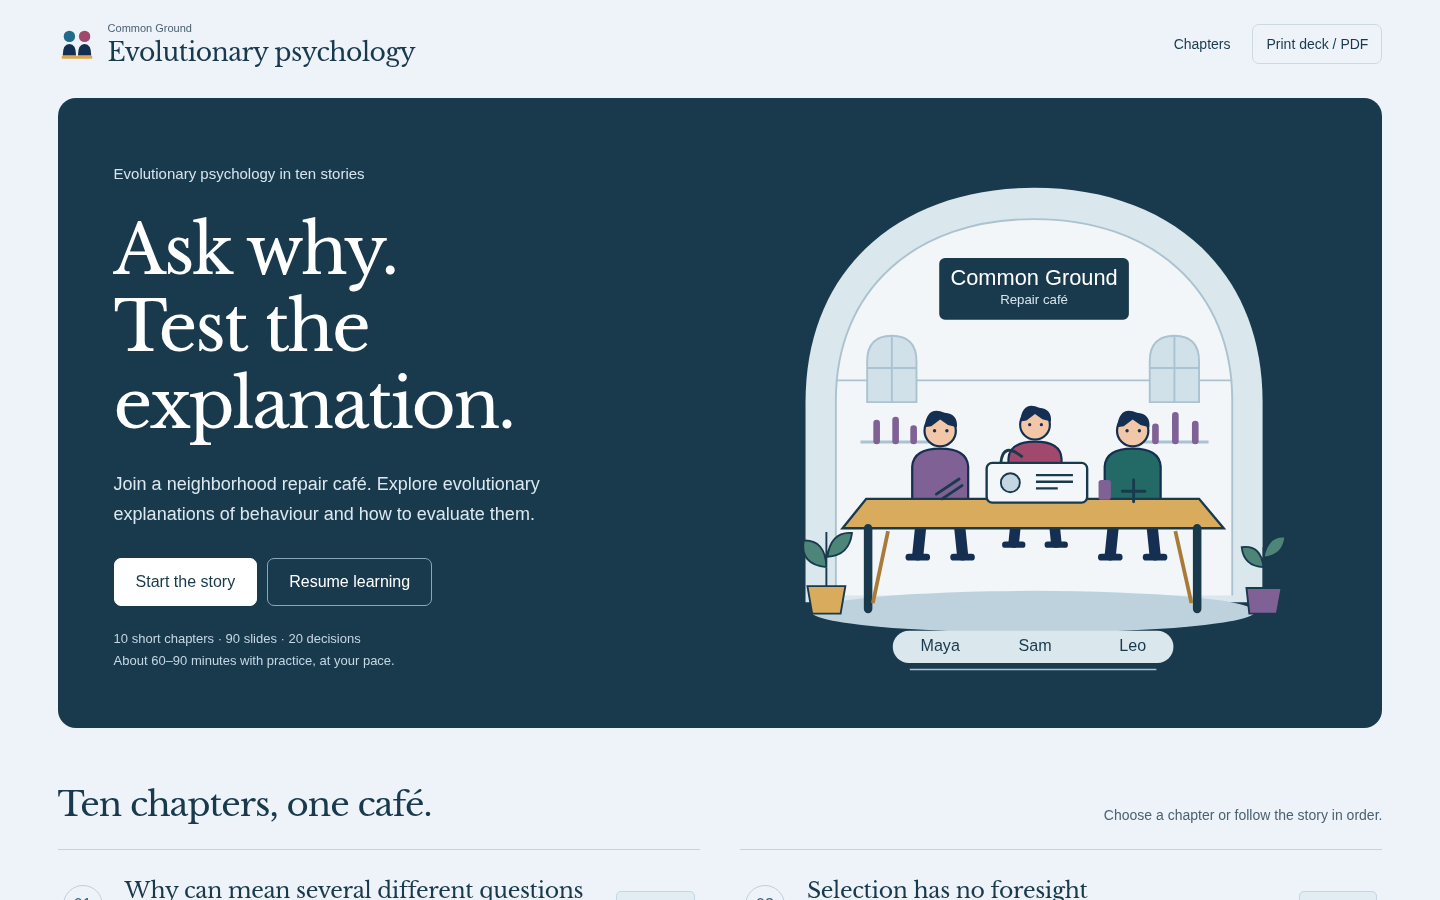 Common Ground
Evolutionary psychology
Chapters
Print deck / PDF
Evolutionary psychology in ten stories
Ask why.
Test the
explanation.
Join a neighborhood repair café. Explore evolutionary
explanations of behaviour and how to evaluate them.
Start the story
Resume learning
10 short chapters · 90 slides · 20 decisions
About 60–90 minutes with practice, at your pace.
Common Ground
Repair café
Maya
Sam
Leo
Ten chapters, one café.
Choose a chapter or follow the story in order.
Why can mean several different questions
Selection has no foresight